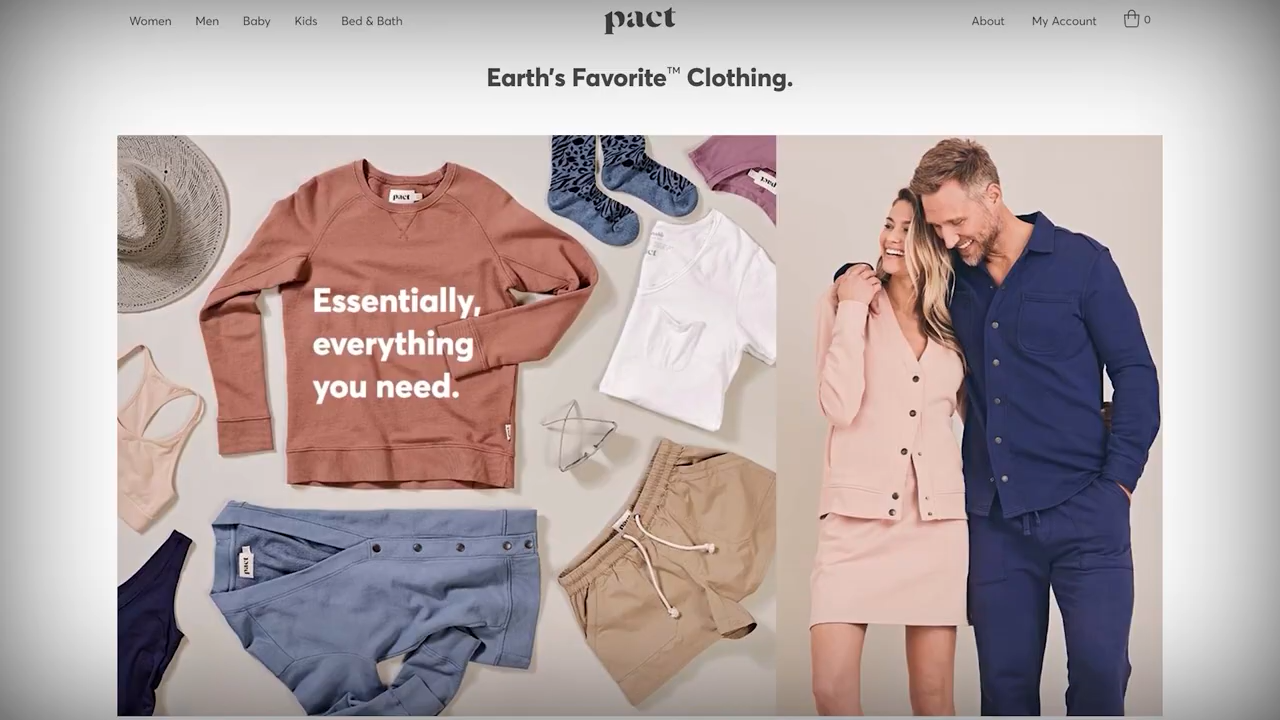 Women Men Baby Kids Bed & Bath
pact
About My Account 0
Earth's Favorite™ Clothing.
pact
Essentially,
everything
you need.
pact
pact